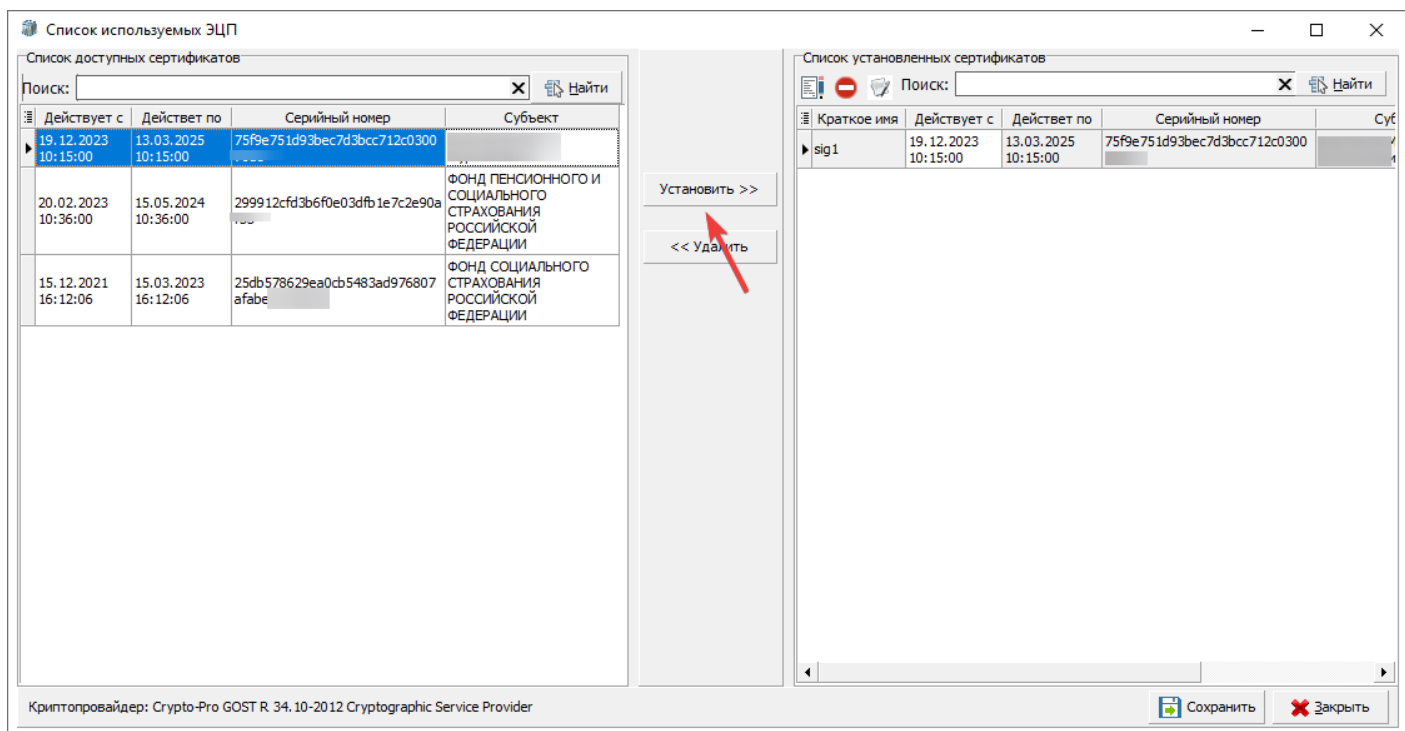 Список используемых ЭЦП
Список доступных сертификатов
Поиск:
Найти
Действует с Действет по Серийный номер Субъект
19.12.2023 10:15:00
13.03.2025 10:15:00
75f9e751d93bec7d3bcc712c0300
20.02.2023 10:36:00
15.05.2024 10:36:00
299912cfd3b6f0e03dfb1e7c2e90a
ФОНД ПЕНСИОННОГО И
СОЦИАЛЬНОГО
СТРАХОВАНИЯ
РОССИЙСКОЙ
ФЕДЕРАЦИИ
15.12.2021 16:12:06
15.03.2023 16:12:06
25db578629ea0cb5483ad976807
afabe
ФОНД СОЦИАЛЬНОГО
СТРАХОВАНИЯ
РОССИЙСКОЙ
ФЕДЕРАЦИИ
Установить >>
<< Удалить
Список установленных сертификатов
Поиск:
Найти
Краткое имя Действует с Действет по Серийный номер Суб
sig1
19.12.2023 10:15:00
13.03.2025 10:15:00
75f9e751d93bec7d3bcc712c0300
Криптопровайдер: Crypto-Pro GOST R 34.10-2012 Cryptographic Service Provider
Сохранить
Закрыть